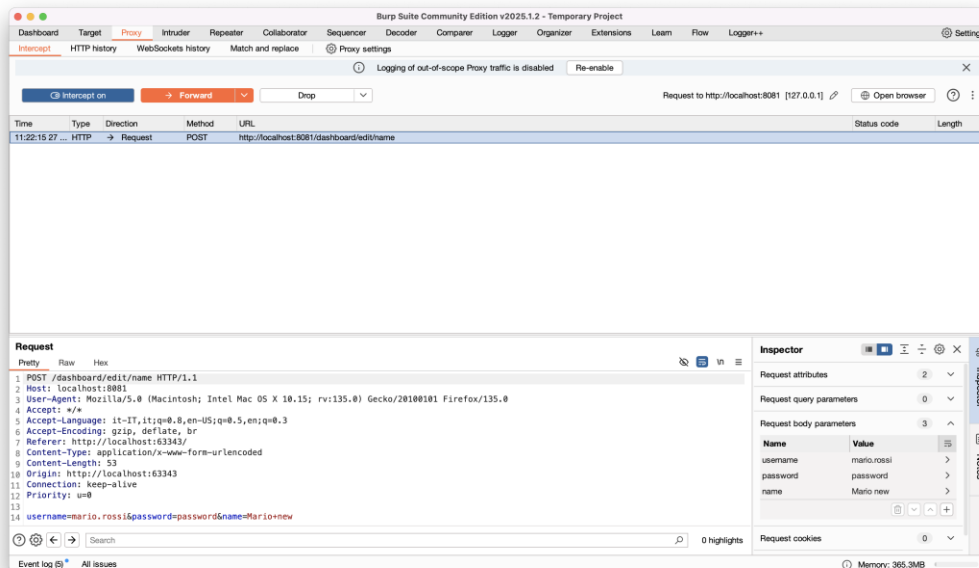 Burp Suite Community Edition v2025.1.2 - Temporary Project
Dashboard Target Proxy Intruder Repeater Collaborator Sequencer Decoder Comparer Logger Organizer Extensions Learn Flow Logger++ Setting
Intercept HTTP history WebSockets history Match and replace Proxy settings
Logging of out-of-scope Proxy traffic is disabled Re-enable
Intercept on Forward Drop Request to http://localhost:8081 [127.0.0.1] Open browser
Time Type Direction Method URL Status code Length
11:22:15 27 ... HTTP → Request POST http://localhost:8081/dashboard/edit/name
Request
Pretty Raw Hex \n
1 POST /dashboard/edit/name HTTP/1.1
2 Host: localhost:8081
3 User-Agent: Mozilla/5.0 (Macintosh; Intel Mac OS X 10.15; rv:135.0) Gecko/20100101 Firefox/135.0
4 Accept: */*
5 Accept-Language: it-IT,it;q=0.8,en-US;q=0.5,en;q=0.3
6 Accept-Encoding: gzip, deflate, br
7 Referer: http://localhost:63343/
8 Content-Type: application/x-www-form-urlencoded
9 Content-Length: 53
10 Origin: http://localhost:63343
11 Connection: keep-alive
12 Priority: u=0
13
14 username=mario.rossi&password=password&name=Mario+new
Search 0 highlights
Inspector
Request attributes 2
Request query parameters 0
Request body parameters 3
Name Value
username mario.rossi
password password
name Mario new
Request cookies 0
Event log (5) All issues Memory: 365.3MB